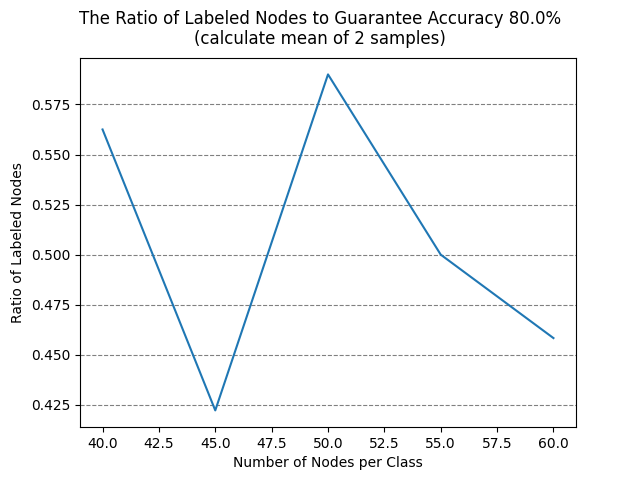 The Ratio of Labeled Nodes to Guarantee Accuracy 80.0%
(calculate mean of 2 samples)
Ratio of Labeled Nodes
0.575
0.550
0.525
0.500
0.475
0.450
0.425
40.0 42.5 45.0 47.5 50.0 52.5 55.0 57.5 60.0
Number of Nodes per Class